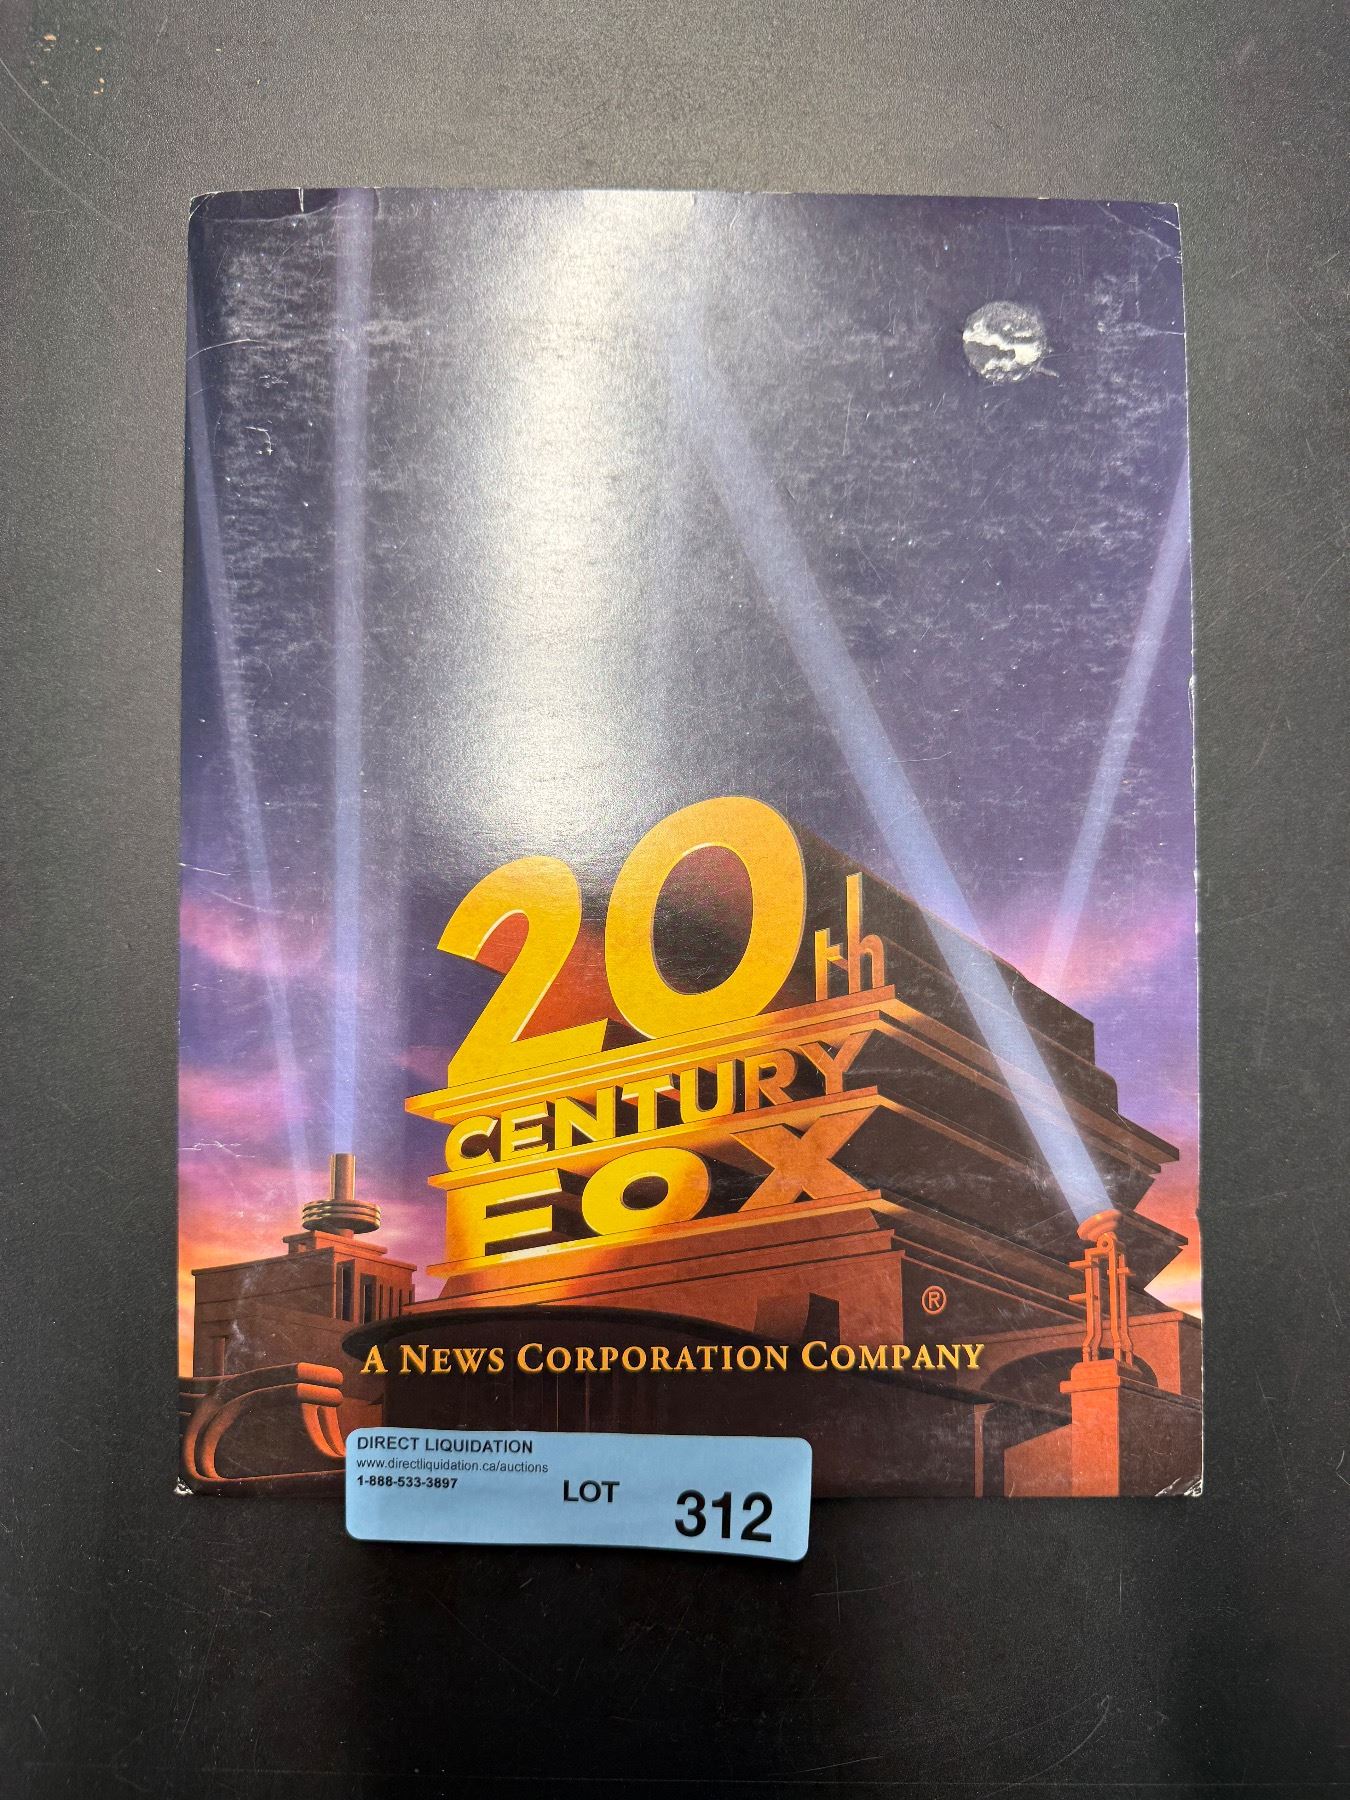 20th
CENTURY
FOX
®
A NEWS CORPORATION COMPANY
DIRECT LIQUIDATION
www.directliquidation.ca/auctions
1-888-533-3897
LOT 312